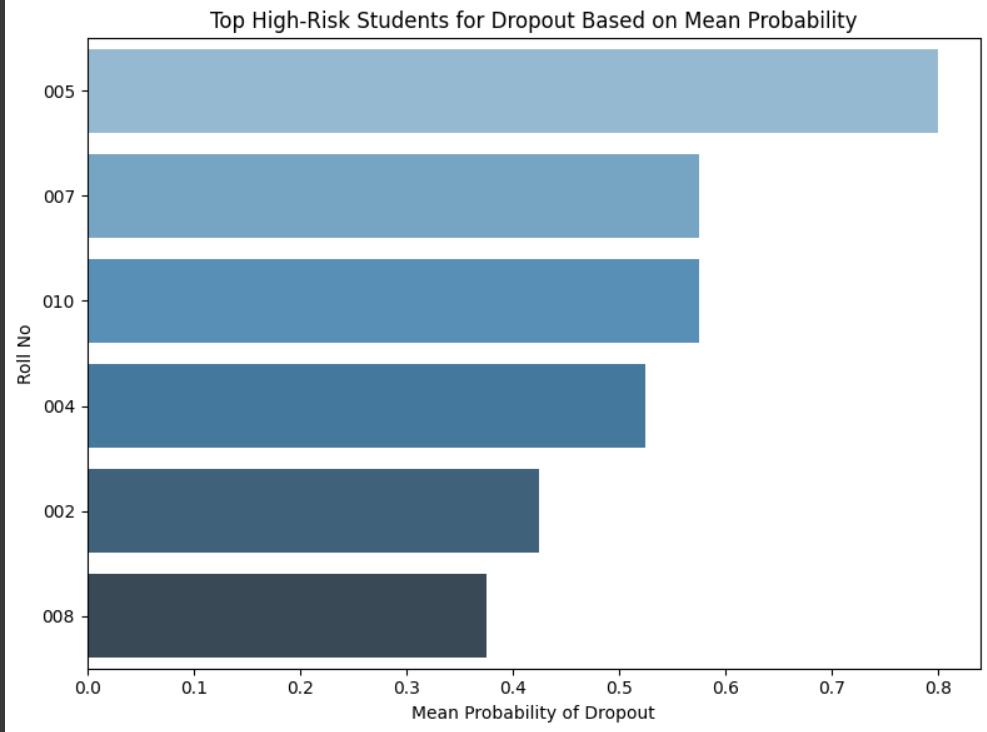 Top High-Risk Students for Dropout Based on Mean Probability
005
007
010
004
002
008
Roll No
0.0 0.1 0.2 0.3 0.4 0.5 0.6 0.7 0.8
Mean Probability of Dropout